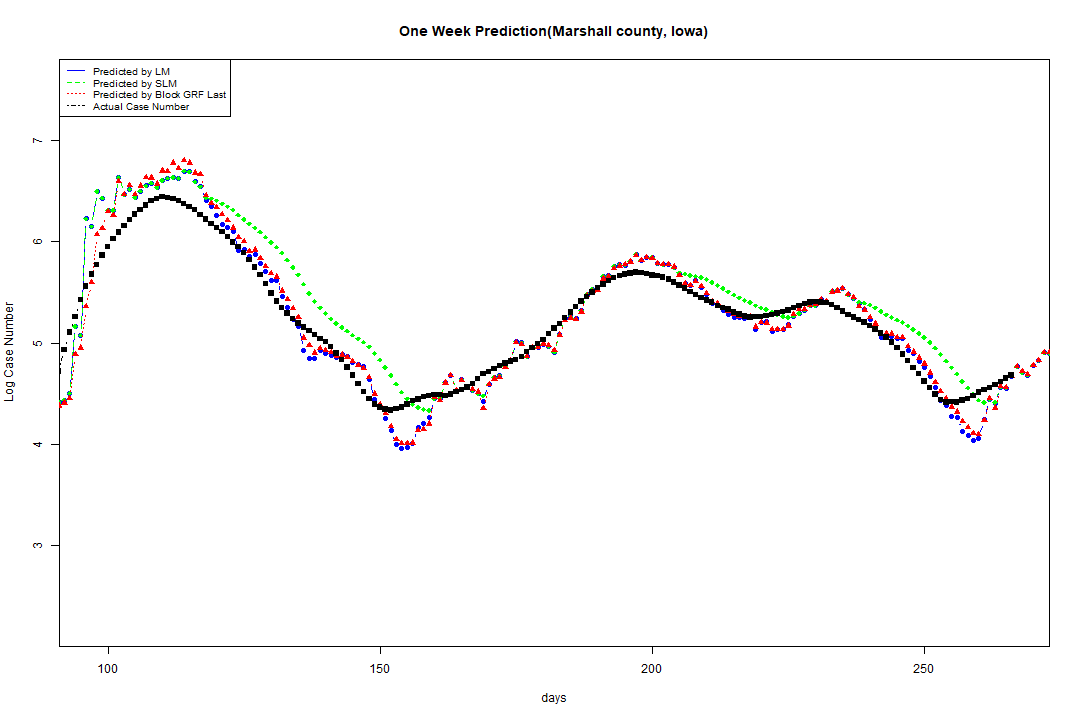 One Week Prediction(Marshall county, Iowa)
Predicted by LM
Predicted by SLM
Predicted by Block GRF Last
Actual Case Number
7
6
5
4
3
Log Case Number
100 150 200 250
days